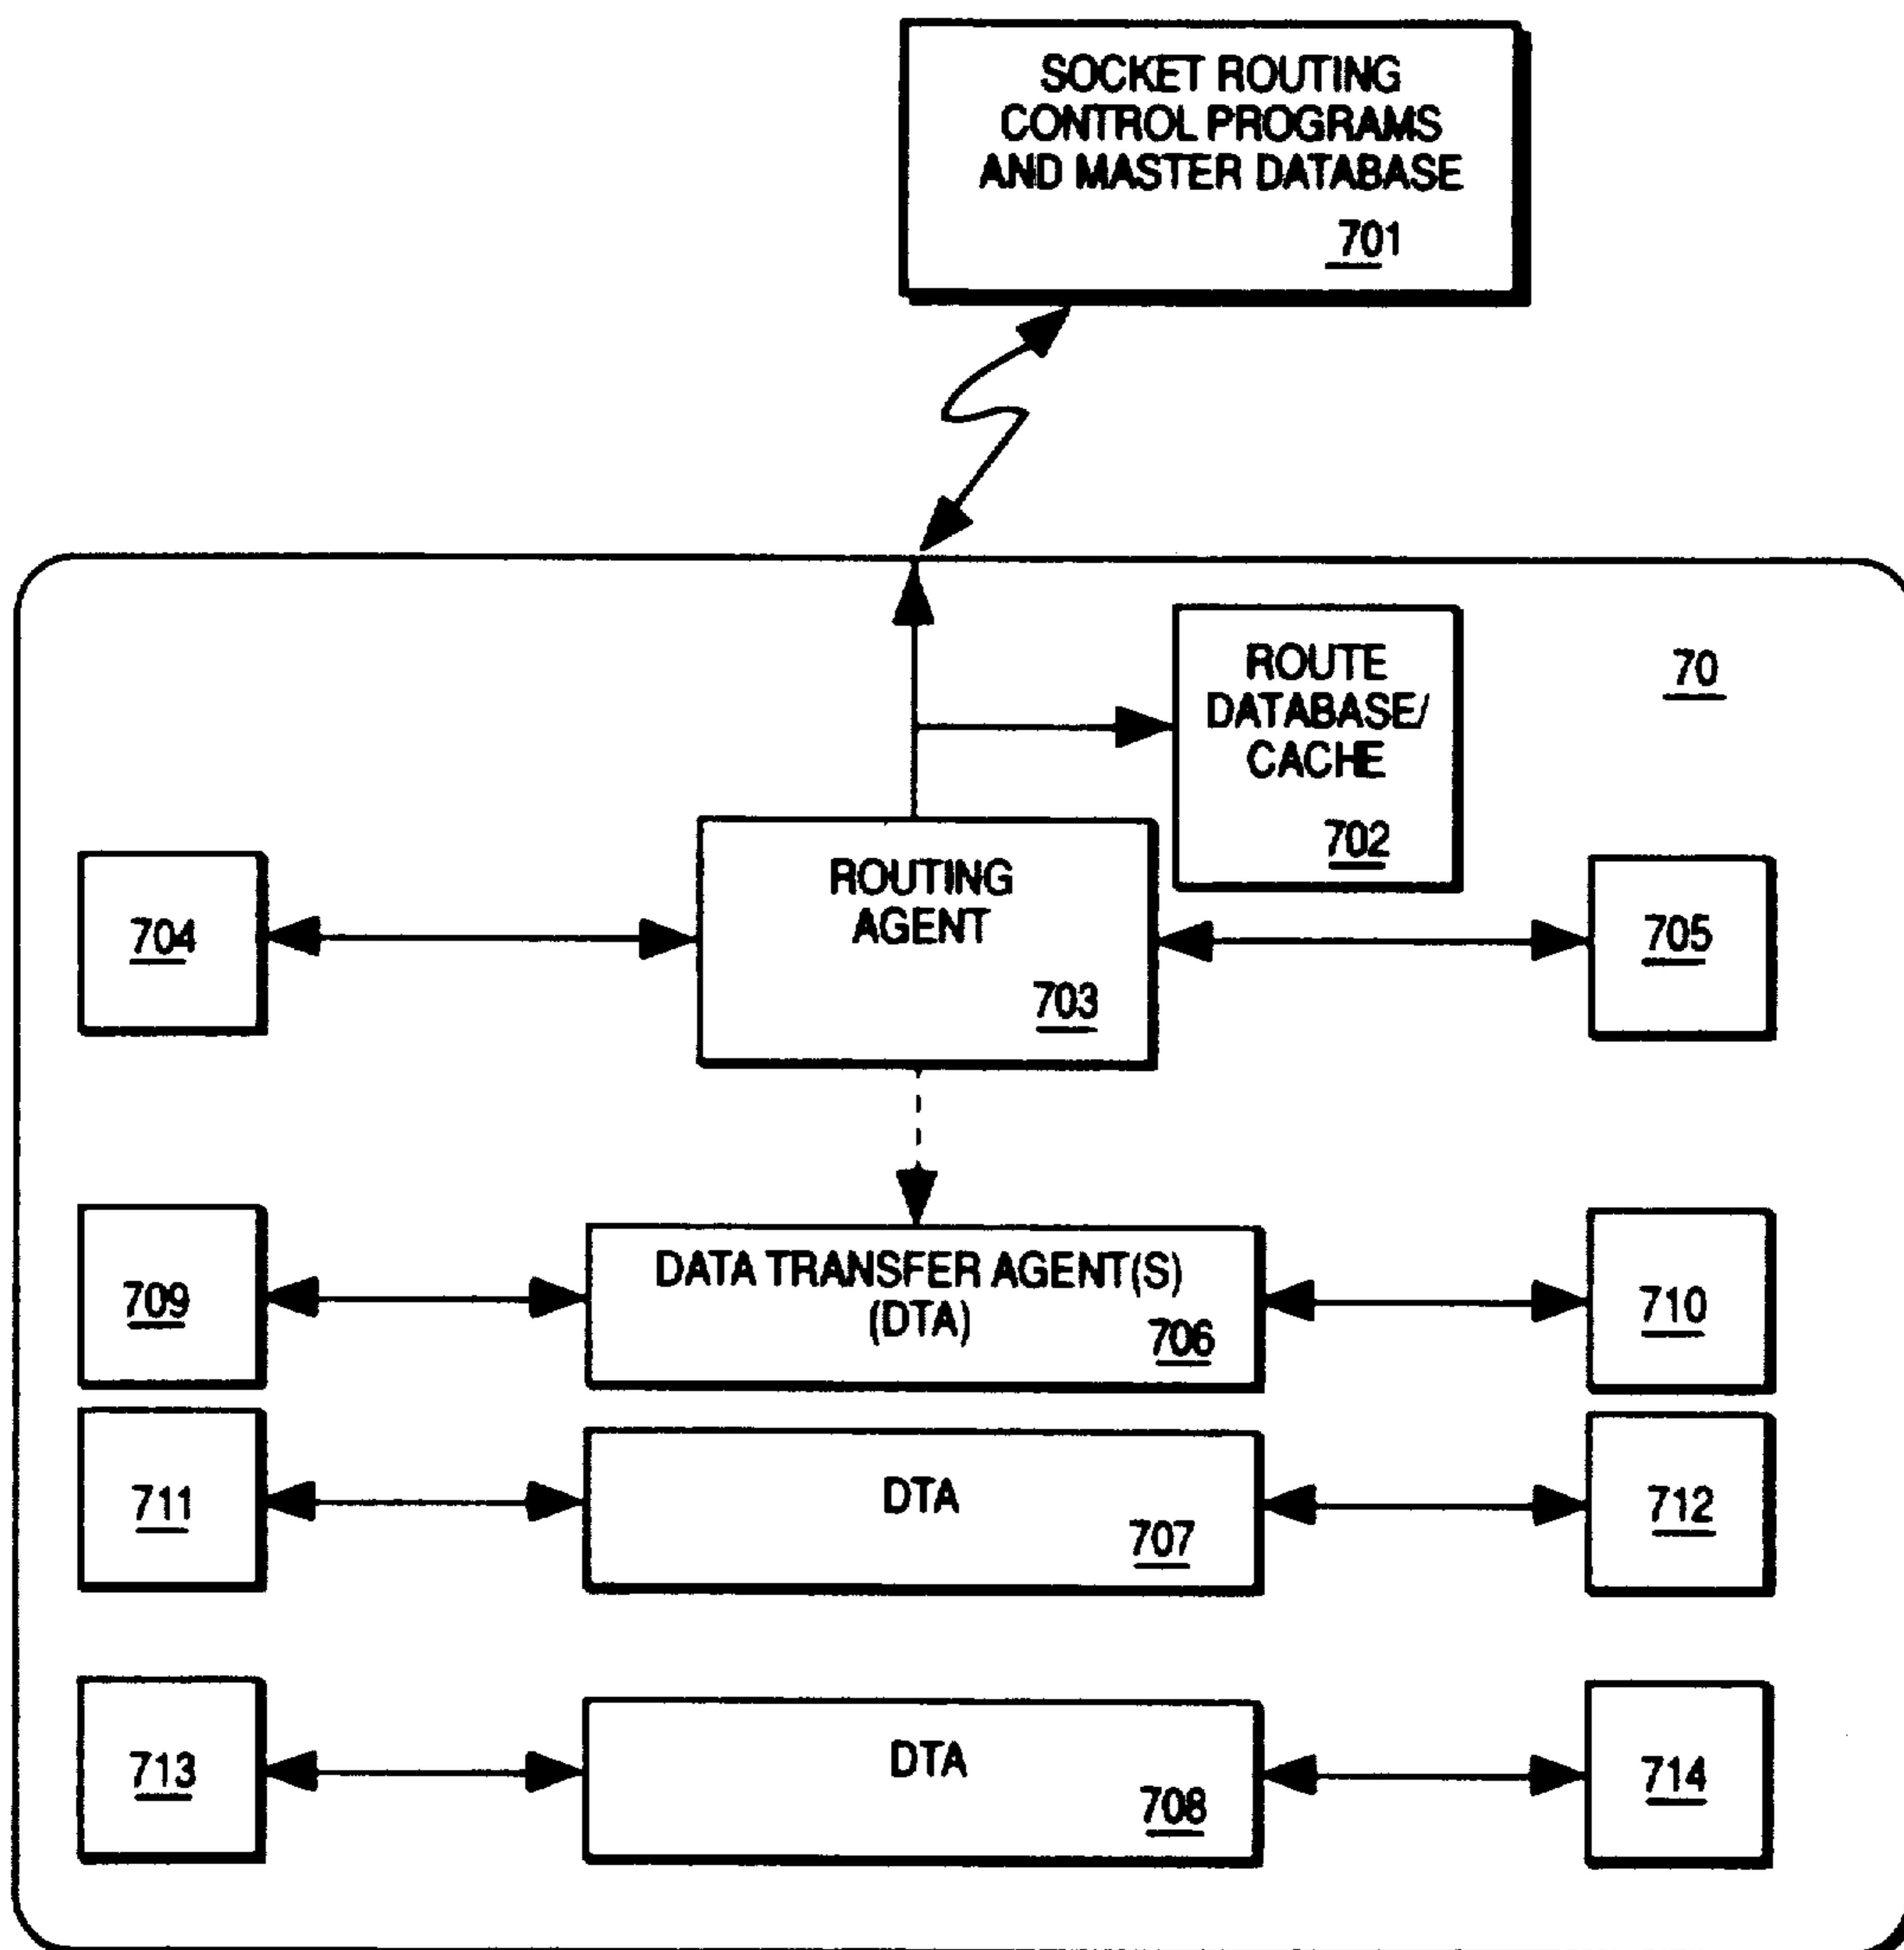 SOCKET ROUTING
CONTROL PROGRAMS
AND MASTER DATABASE
701
70
ROUTE
DATABASE/
CACHE
702
ROUTING
AGENT
703
704
705
DATA TRANSFER AGENT(S)
(DTA)
706
709
710
711
DTA
707
712
713
DTA
708
714